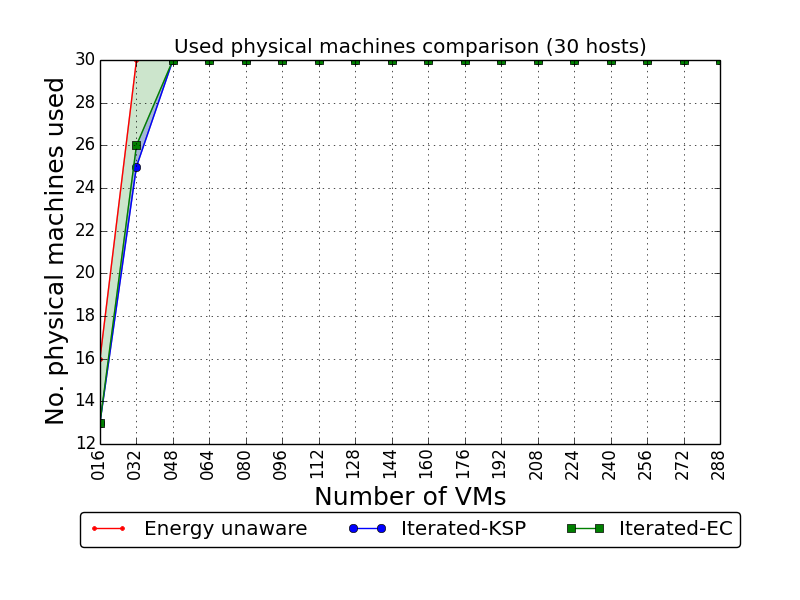 Used physical machines comparison (30 hosts)
No. physical machines used
30
28
26
24
22
20
18
16
14
12
016 032 048 064 080 096 112 128 144 160 176 192 208 224 240 256 272 288
Number of VMs
Energy unaware Iterated-KSP Iterated-EC